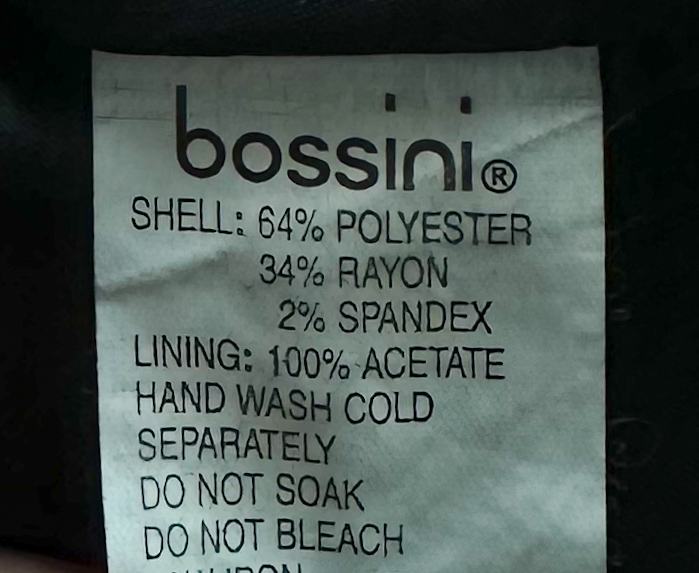 bossini®
SHELL: 64% POLYESTER
34% RAYON
2% SPANDEX
LINING: 100% ACETATE
HAND WASH COLD
SEPARATELY
DO NOT SOAK
DO NOT BLEACH